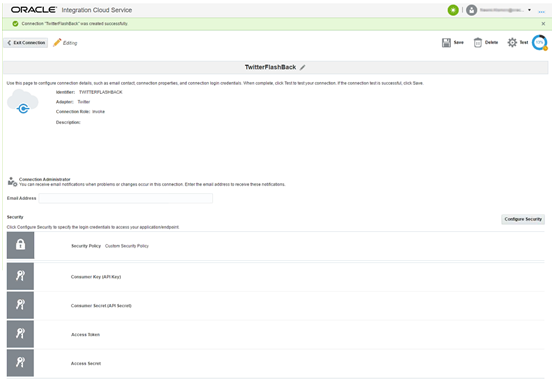 ORACLE® Integration Cloud Service
Connection "TwitterFlashBack" was created successfully.
Exit Connection Editing Save Delete Test
TwitterFlashBack
Use this page to configure connection details, such as email contact, connection properties, and connection login credentials. When complete, click Test to test your connection. If the connection test is successful, click Save.
Identifier: TWITTERFLASHBACK
Adapter: Twitter
Connection Role: Invoke
Description:
Connection Administrator
You can receive email notifications when problems or changes occur in this connection. Enter the email address to receive these notifications.
Email Address
Security
Configure Security
Click Configure Security to specify the login credentials to access your application/endpoint
Security Policy Custom Security Policy
Consumer Key (API Key)
Consumer Secret (API Secret)
Access Token
Access Secret